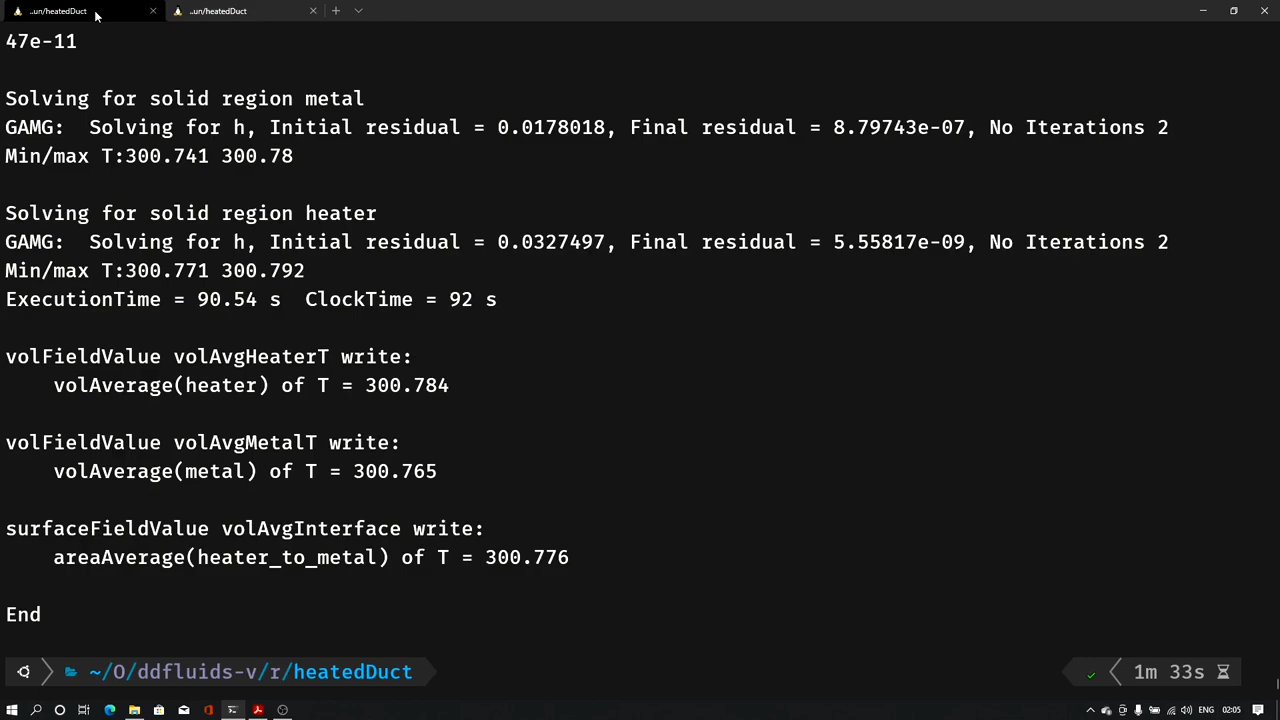 ..un/heatedDuct
..un/heatedDuct
47e-11
Solving for solid region metal
GAMG:  Solving for h, Initial residual = 0.0178018, Final residual = 8.79743e-07, No Iterations 2
Min/max T:300.741 300.78
Solving for solid region heater
GAMG:  Solving for h, Initial residual = 0.0327497, Final residual = 5.55817e-09, No Iterations 2
Min/max T:300.771 300.792
ExecutionTime = 90.54 s  ClockTime = 92 s
volFieldValue volAvgHeaterT write:
    volAverage(heater) of T = 300.784
volFieldValue volAvgMetalT write:
    volAverage(metal) of T = 300.765
surfaceFieldValue volAvgInterface write:
    areaAverage(heater_to_metal) of T = 300.776
End
~/O/ddfluids-v/r/heatedDuct
1m 33s
ENG 02:05